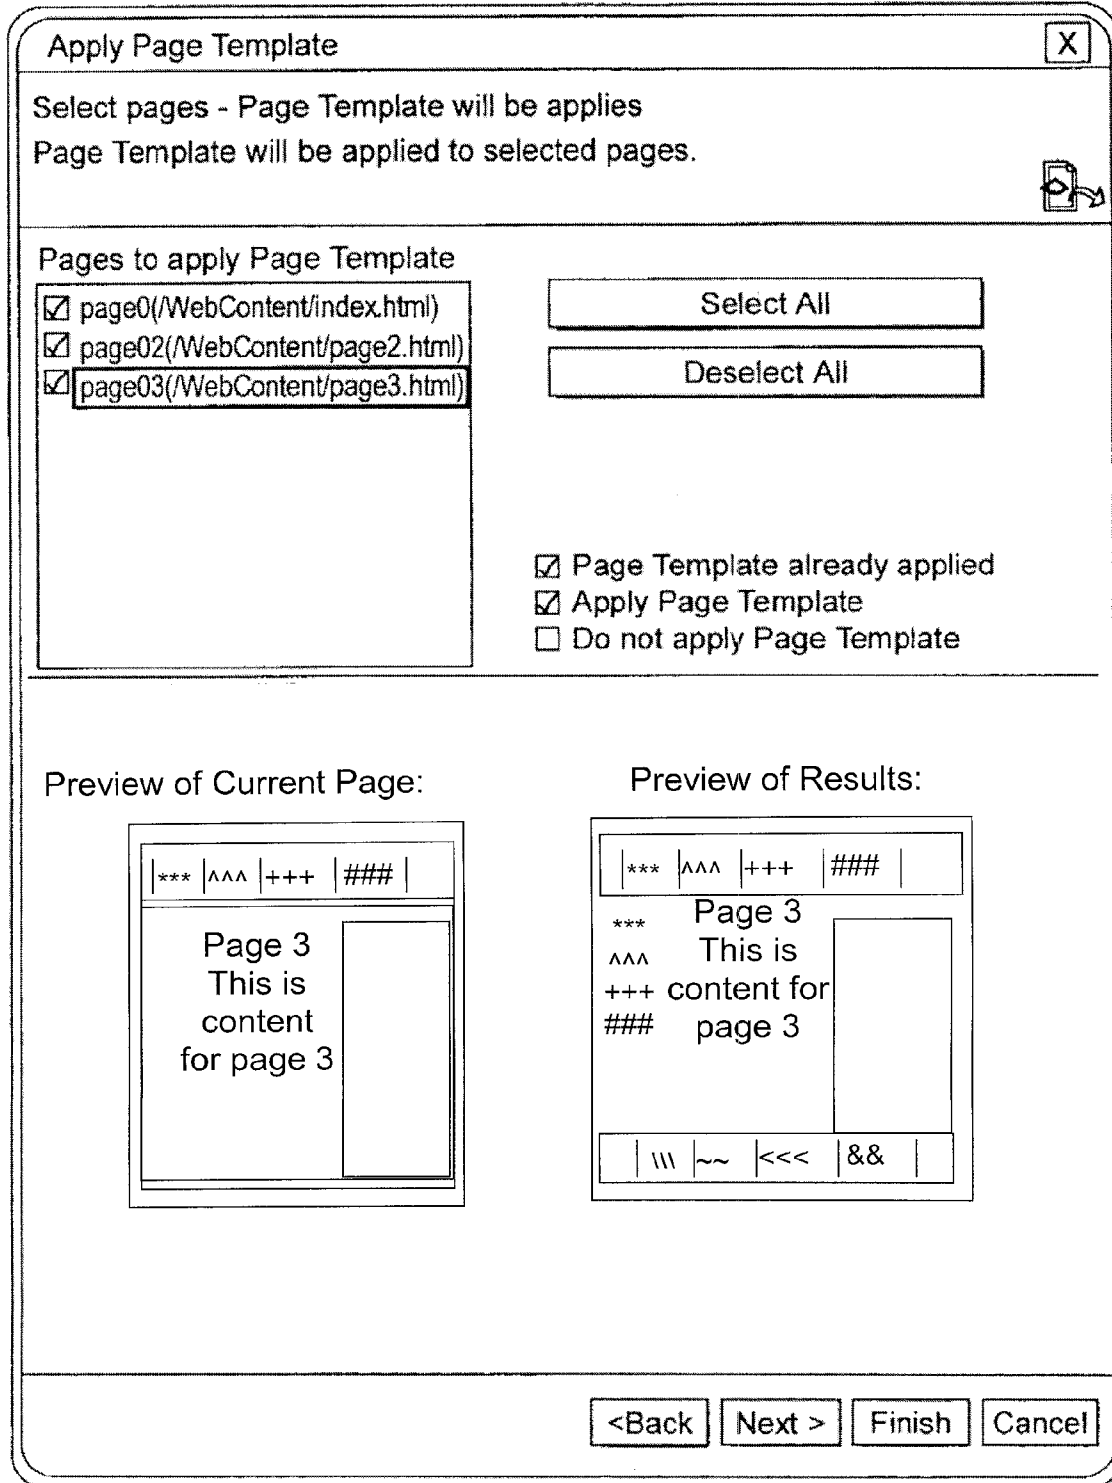 Apply Page Template X
Select pages - Page Template will be applies
Page Template will be applied to selected pages.
Pages to apply Page Template
page0(/WebContent/index.html)
page02(/WebContent/page2.html)
page03(/WebContent/page3.html)
Select All
Deselect All
Page Template already applied
Apply Page Template
Do not apply Page Template
Preview of Current Page:
|*** |^^^ |+++ |### |
Page 3
This is
content
for page 3
Preview of Results:
|*** |^^^ |+++ |### |
***
^^^
+++
###
Page 3
This is
content for
page 3
| \\\ |~~ |<<< |&& |
<Back
Next >
Finish
Cancel